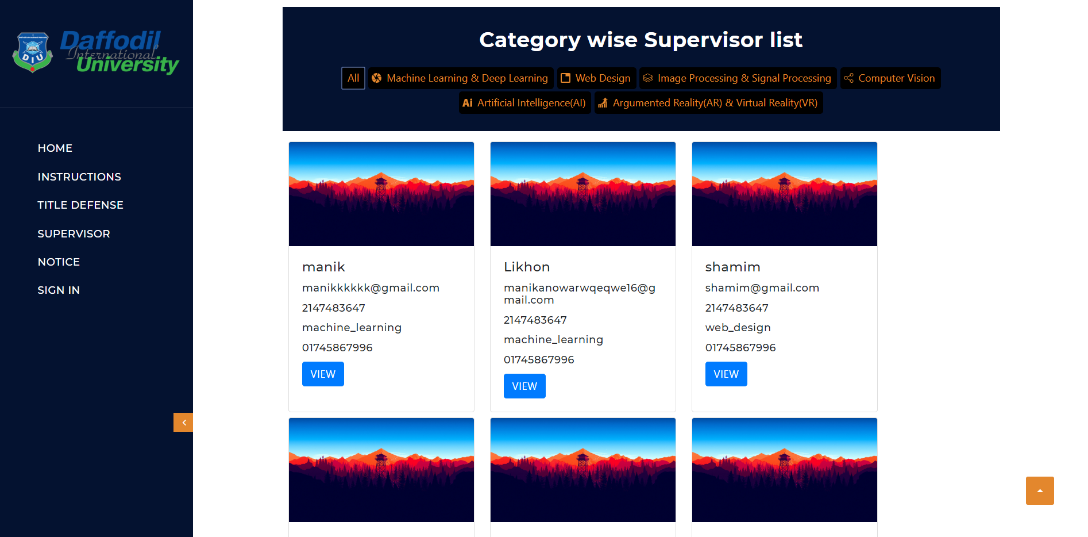 Daffodil
International
University
DIU
HOME
INSTRUCTIONS
TITLE DEFENSE
SUPERVISOR
NOTICE
SIGN IN
Category wise Supervisor list
All Machine Learning & Deep Learning Web Design Image Processing & Signal Processing Computer Vision
Ai Artificial Intelligence(AI) Argumented Reality(AR) & Virtual Reality(VR)
manik
manikkkkkk@gmail.com
2147483647
machine_learning
01745867996
VIEW
Likhon
manikanowarwqeqwe16@g
mail.com
2147483647
machine_learning
01745867996
VIEW
shamim
shamim@gmail.com
2147483647
web_design
01745867996
VIEW